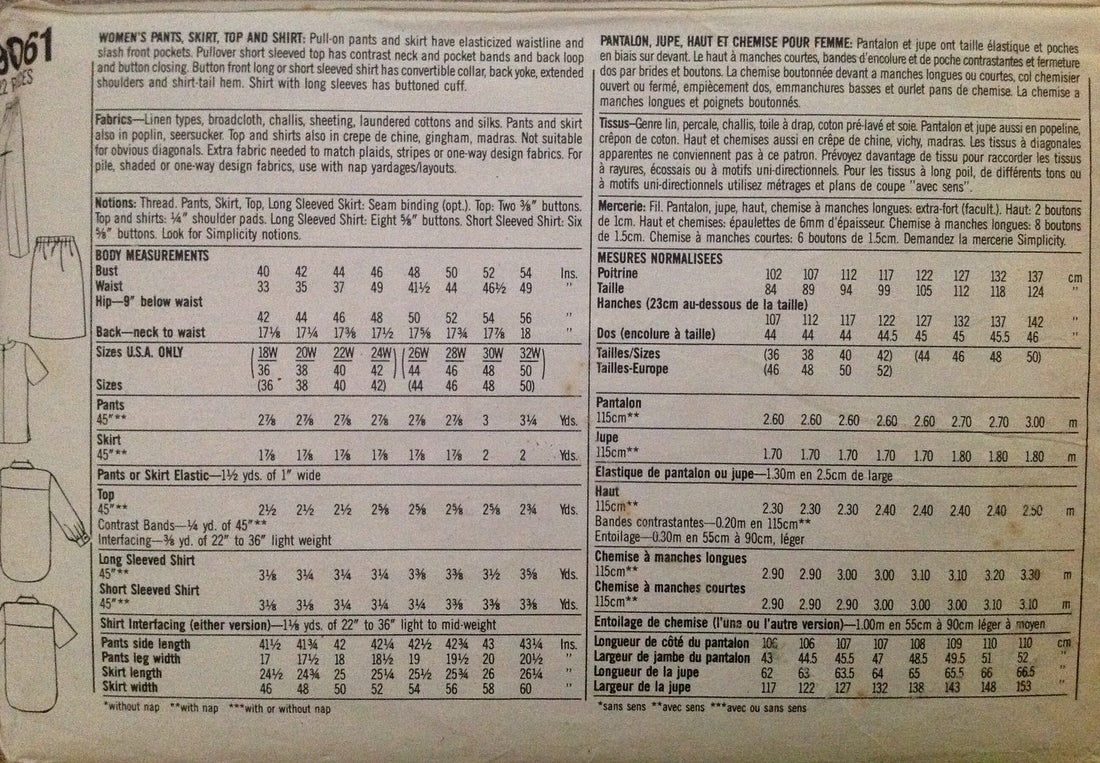 9061
WOMEN'S PANTS, SKIRT, TOP AND SHIRT: Pull-on pants and skirt have elasticized waistline and
slash front pockets. Pullover short sleeved top has contrast neck and pocket bands and back loop
and button closing. Button front long or short sleeved shirt has convertible collar, back yoke, extended
shoulders and shirt-tail hem. Shirt with long sleeves has buttoned cuff.
Fabrics—Linen types, broadcloth, challis, sheeting, laundered cottons and silks. Pants and skirt
also in poplin, seersucker. Top and shirts also in crepe de chine, gingham, madras. Not suitable
for obvious diagonals. Extra fabric needed to match plaids, stripes or one-way design fabrics. For
pile, shaded or one-way design fabrics, use with nap yardages/layouts.
Notions: Thread. Pants, Skirt, Top, Long Sleeved Skirt: Seam binding (opt.). Top: Two ⅜" buttons.
Top and shirts: ¼" shoulder pads. Long Sleeved Shirt: Eight ⅝" buttons. Short Sleeved Shirt: Six
⅝" buttons. Look for Simplicity notions.
BODY MEASUREMENTS
Bust 40 42 44 46 48 50 52 54 Ins.
Waist 33 35 37 49 41½ 44 46½ 49 "
Hip—9" below waist
42 44 46 48 50 52 54 56 "
Back—neck to waist 17⅛ 17¼ 17⅜ 17½ 17⅝ 17¾ 17⅞ 18 "
Sizes U.S.A. ONLY (18W 20W 22W 24W) (26W 28W 30W 32W)
36 38 40 42 44 46 48 50
Sizes (36 38 40 42) (44 46 48 50)
Pants
45"** 2⅞ 2⅞ 2⅞ 2⅞ 2⅞ 2⅞ 3 3¼ Yds.
Skirt
45"** 1⅞ 1⅞ 1⅞ 1⅞ 1⅞ 1⅞ 2 2 Yds.
Pants or Skirt Elastic—1½ yds. of 1" wide
Top
45"** 2½ 2½ 2½ 2⅝ 2⅝ 2⅝ 2⅝ 2¾ Yds.
Contrast Bands—¼ yd. of 45"**
Interfacing—⅜ yd. of 22" to 36" light weight
Long Sleeved Shirt
45"** 3⅛ 3¼ 3¼ 3¼ 3⅜ 3⅜ 3½ 3⅝ Yds.
Short Sleeved Shirt
45"** 3⅛ 3⅛ 3¼ 3¼ 3¼ 3⅜ 3⅜ 3⅜ Yds.
Shirt Interfacing (either version)—1⅛ yds. of 22" to 36" light to mid-weight
Pants side length 41½ 41¾ 42 42¼ 42½ 42¾ 43 43¼ Ins.
Pants leg width 17 17½ 18 18½ 19 19½ 20 20½ "
Skirt length 24½ 24¾ 25 25¼ 25½ 25¾ 26 26¼ "
Skirt width 46 48 50 52 54 56 58 60 "
*without nap **with nap ***with or without nap
PANTALON, JUPE, HAUT ET CHEMISE POUR FEMME: Pantalon et jupe ont taille élastique et poches
en biais sur devant. Le haut à manches courtes, bandes d'encolure et de poche contrastantes et fermeture
dos par brides et boutons. La chemise boutonnée devant a manches longues ou courtes, col chemisier
ouvert ou fermé, empiècement dos, emmanchures basses et ourlet pans de chemise. La chemise a
manches longues et poignets boutonnés.
Tissus—Genre lin, percale, challis, toile à drap, coton pré-lavé et soie. Pantalon et jupe aussi en popeline,
crêpon de coton. Haut et chemises aussi en crêpe de chine, vichy, madras. Les tissus à diagonales
apparentes ne conviennent pas à ce patron. Prévoyez davantage de tissu pour raccorder les tissus
à rayures, écossais ou à motifs uni-directionnels. Pour les tissus à long poil, de différents tons ou
à motifs uni-directionnels utilisez métrages et plans de coupe "avec sens".
Mercerie: Fil. Pantalon, jupe, haut, chemise à manches longues: extra-fort (facult.). Haut: 2 boutons
de 1cm. Haut et chemises: épaulettes de 6mm d'épaisseur. Chemise à manches longues: 8 boutons
de 1.5cm. Chemise à manches courtes: 6 boutons de 1.5cm. Demandez la mercerie Simplicity.
MESURES NORMALISEES
Poitrine 102 107 112 117 122 127 132 137 cm
Taille 84 89 94 99 105 112 118 124 "
Hanches (23cm au-dessous de la taille)
107 112 117 122 127 132 137 142 "
Dos (encolure à taille) 44 44 44 44.5 45 45 45.5 46 "
Tailles/Sizes (36 38 40 42) (44 46 48 50)
Tailles-Europe (46 48 50 52)
Pantalon
115cm** 2.60 2.60 2.60 2.60 2.60 2.70 2.70 3.00 m
Jupe
115cm** 1.70 1.70 1.70 1.70 1.70 1.80 1.80 1.80 m
Elastique de pantalon ou jupe—1.30m en 2.5cm de large
Haut
115cm** 2.30 2.30 2.30 2.40 2.40 2.40 2.40 2.50 m
Bandes contrastantes—0.20m en 115cm**
Entoilage—0.30m en 55cm à 90cm, léger
Chemise à manches longues
115cm** 2.90 2.90 3.00 3.00 3.10 3.10 3.20 3.30 m
Chemise à manches courtes
115cm** 2.90 2.90 3.00 3.00 3.00 3.10 3.10 m
Entoilage de chemise (l'una ou l'autre version)—1.00m en 55cm à 90cm léger à moyen
Longueur de côté du pantalon 106 106 107 107 108 109 110 110 cm
Largeur de jambe du pantalon 43 44.5 45.5 47 48.5 49.5 51 52 "
Longueur de la jupe 62 63 63.5 64 65 65.5 66 66.5 "
Largeur de la jupe 117 122 127 132 138 143 148 153 "
*sans sens **avec sens ***avec ou sans sens